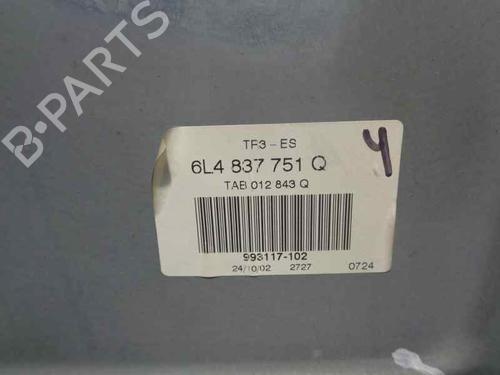 TF3-ES
4
6L4 837 751 Q
TAB 012 843 Q
993117-102
24/10/02 2727 0724
B-PARTS